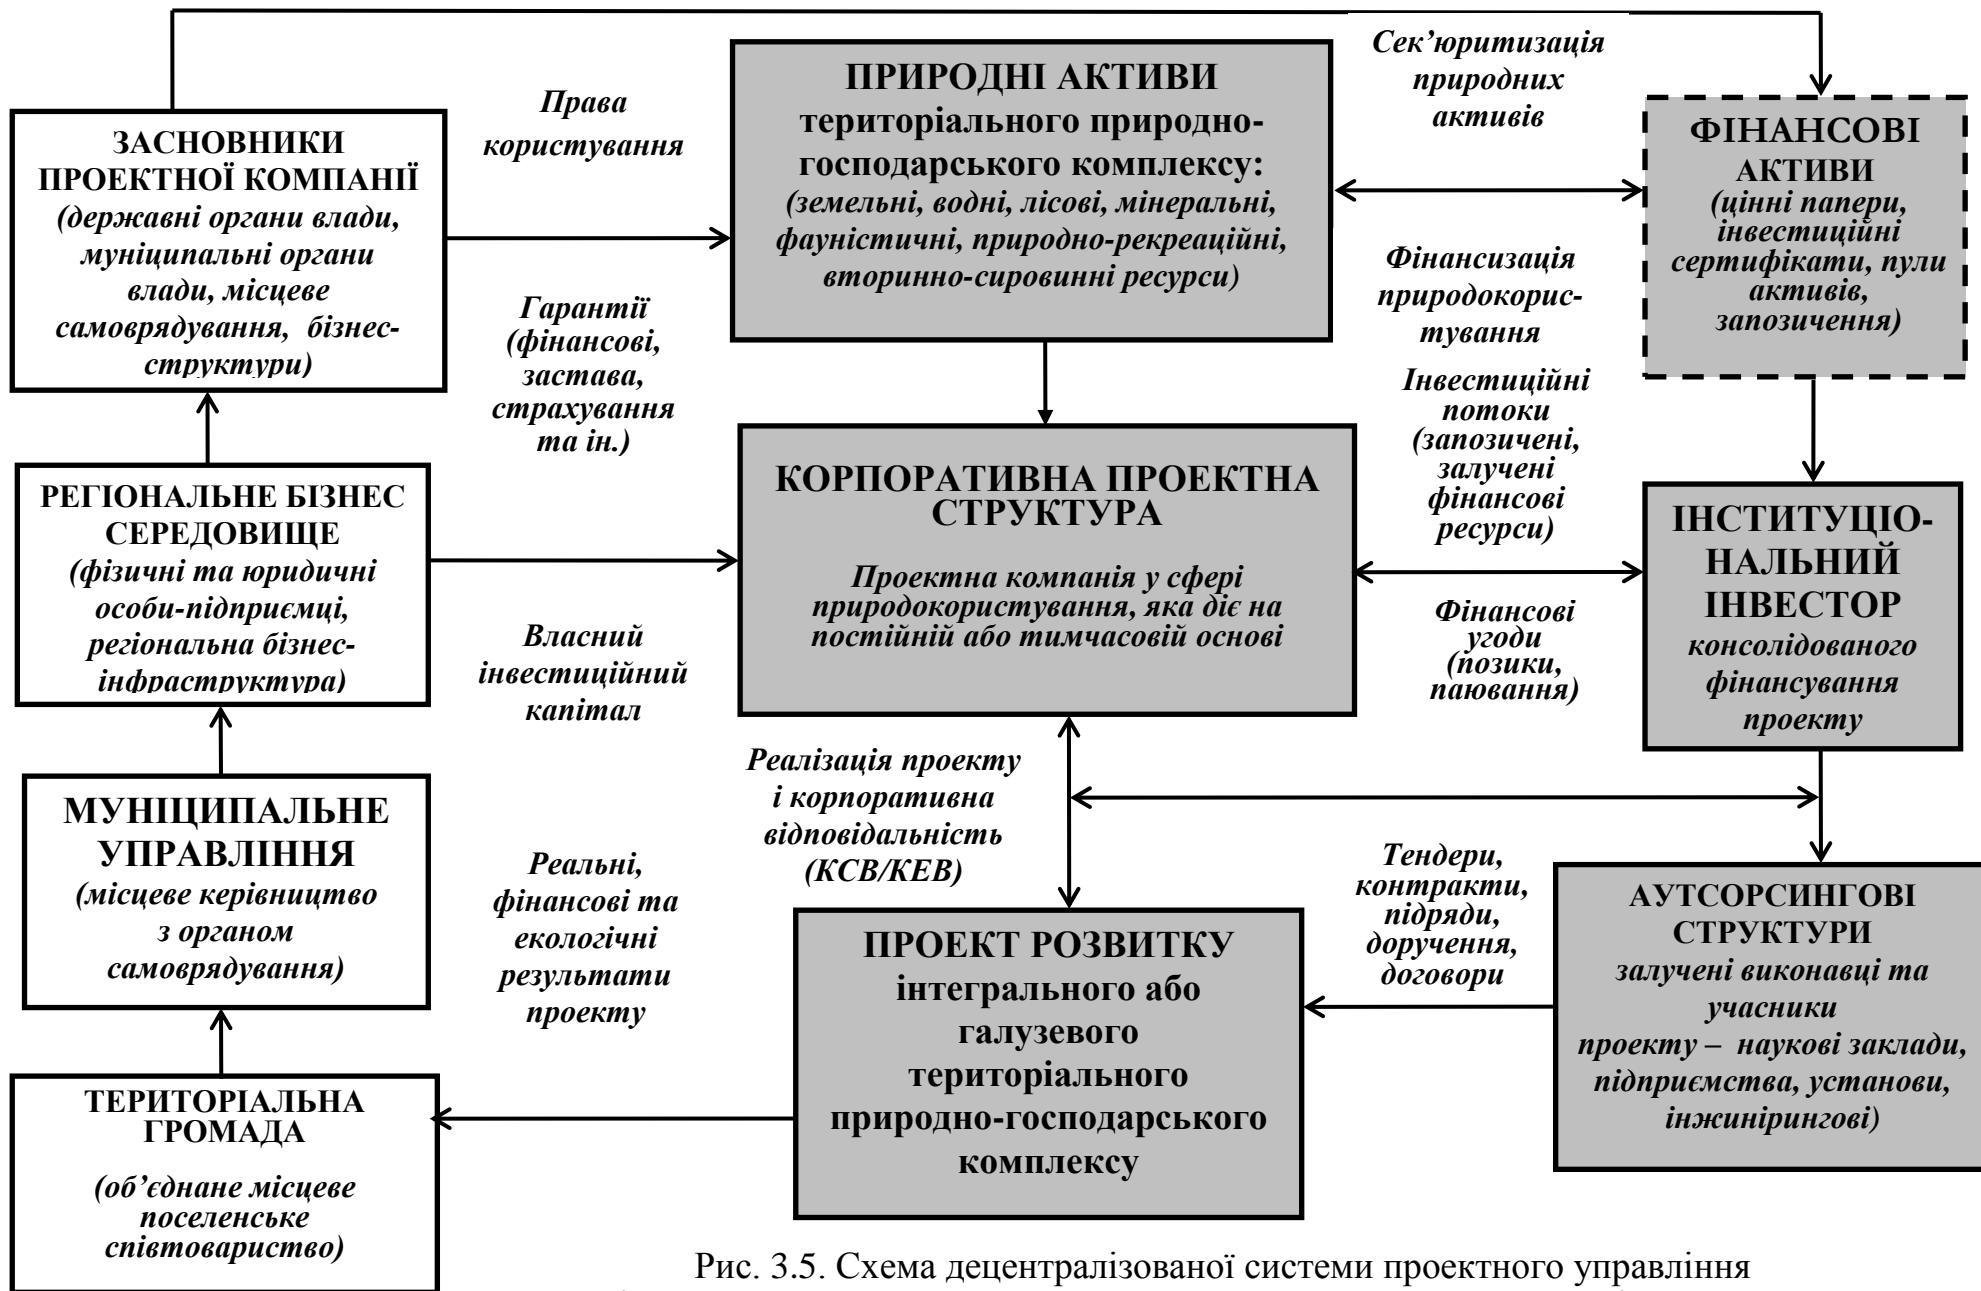 ЗАСНОВНИКИ
ПРОЕКТНОЇ КОМПАНІЇ
(державні органи влади,
муніципальні органи
влади, місцеве
самоврядування, бізнес-
структури)
Права
користування
Гарантії
(фінансові,
застава,
страхування
та ін.)
ПРИРОДНІ АКТИВИ
територіального природно-
господарського комплексу:
(земельні, водні, лісові, мінеральні,
фауністичні, природно-рекреаційні,
вторинно-сировинні ресурси)
Сек’юритизація
природних
активів
Фінансизація
природокорис-
тування
ФІНАНСОВІ
АКТИВИ
(цінні папери,
інвестиційні
сертифікати, пули
активів,
запозичення)
РЕГІОНАЛЬНЕ БІЗНЕС
СЕРЕДОВИЩЕ
(фізичні та юридичні
особи-підприємці,
регіональна бізнес-
інфраструктура)
Власний
інвестиційний
капітал
КОРПОРАТИВНА ПРОЕКТНА
СТРУКТУРА
Проектна компанія у сфері
природокористування, яка діє на
постійній або тимчасовій основі
Інвестиційні
потоки
(запозичені,
залучені
фінансові
ресурси)
Фінансові
угоди
(позики,
паювання)
ІНСТИТУЦІО-
НАЛЬНИЙ
ІНВЕСТОР
консолідованого
фінансування
проекту
МУНІЦИПАЛЬНЕ
УПРАВЛІННЯ
(місцеве керівництво
з органом
самоврядування)
Реальні,
фінансові та
екологічні
результати
проекту
Реалізація проекту
і корпоративна
відповідальність
(КСВ/КЕВ)
Тендери,
контракти,
підряди,
доручення,
договори
АУТСОРСИНГОВІ
СТРУКТУРИ
залучені виконавці та
учасники
проекту – наукові заклади,
підприємства, установи,
інжинірингові)
ПРОЕКТ РОЗВИТКУ
інтегрального або
галузевого
територіального
природно-господарського
комплексу
ТЕРИТОРІАЛЬНА
ГРОМАДА
(об’єднане місцеве
поселенське
співтовариство)
Рис. 3.5. Схема децентралізованої системи проектного управління